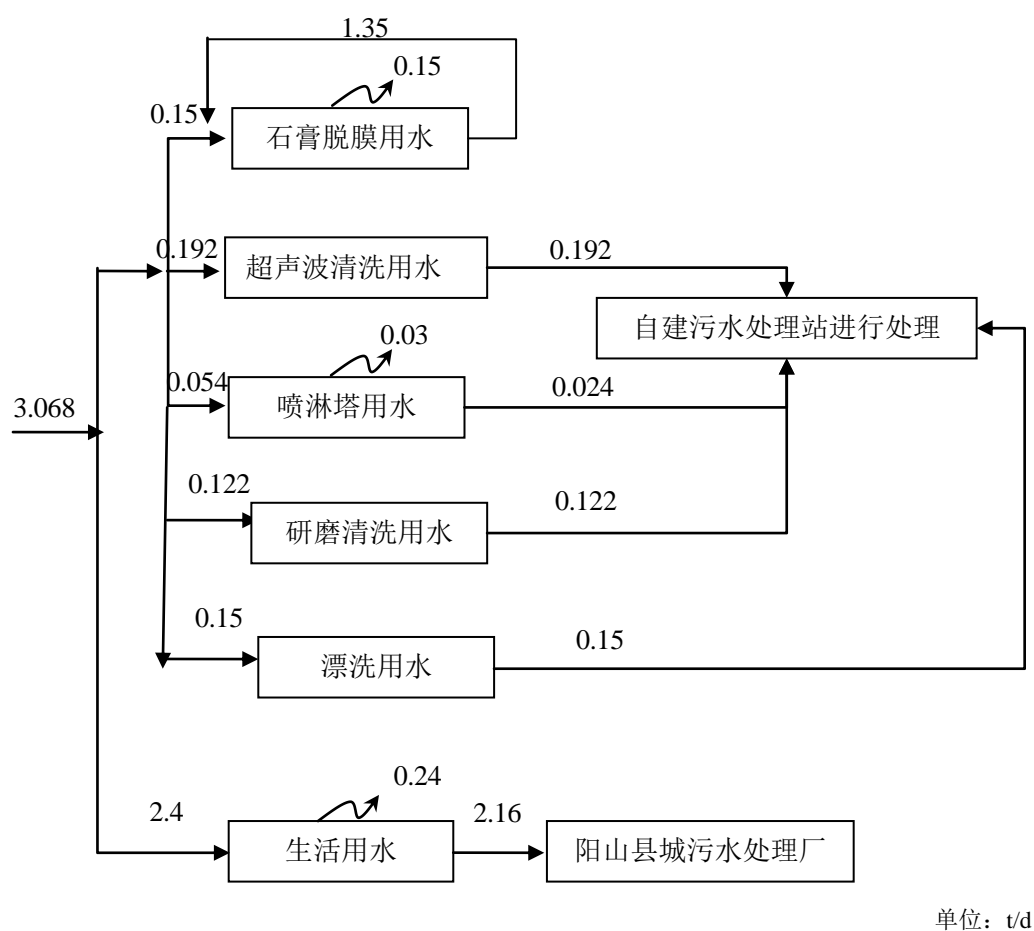 1.35
0.15
0.15
石膏脱膜用水
0.192
超声波清洗用水
0.192
自建污水处理站进行处理
0.03
0.054
喷淋塔用水
0.024
3.068
0.122
研磨清洗用水
0.122
0.15
漂洗用水
0.15
0.24
2.4
生活用水
2.16
阳山县城污水处理厂
单位：t/d